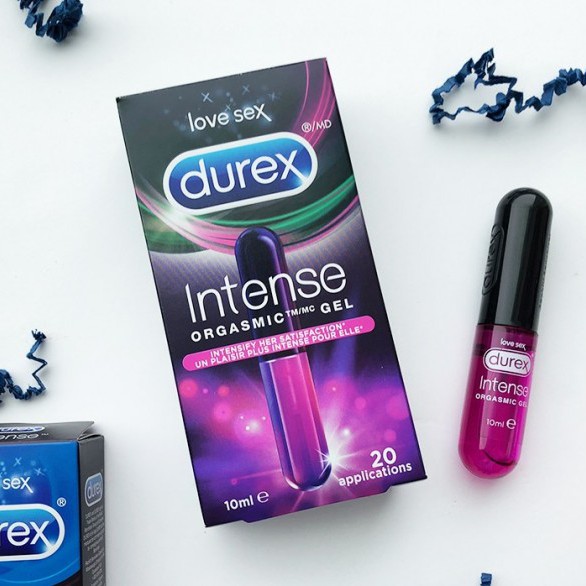 love sex
durex
®/MD
Intense
ORGASMIC™/MC GEL
INTENSIFY HER SATISFACTION*
UN PLAISIR PLUS INTENSE POUR ELLE*
20
applications
10ml e
durex
love sex
durex
Intense
ORGASMIC GEL
10ml e
sex
®
urex
durex